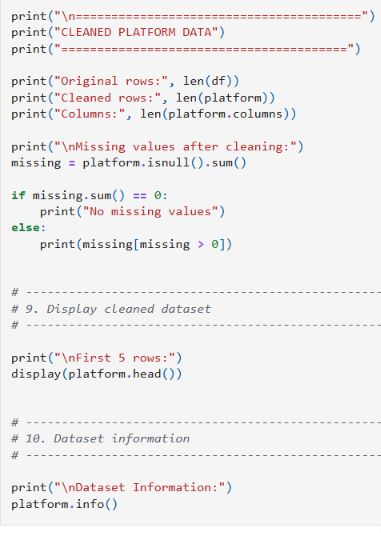 print("\n========================================")
print("CLEANED PLATFORM DATA")
print("========================================")
print("Original rows:", len(df))
print("Cleaned rows:", len(platform))
print("Columns:", len(platform.columns))
print("\nMissing values after cleaning:")
missing = platform.isnull().sum()
if missing.sum() == 0:
    print("No missing values")
else:
    print(missing[missing > 0])
# --------------------------------------------------
# 9. Display cleaned dataset
# --------------------------------------------------
print("\nFirst 5 rows:")
display(platform.head())
# --------------------------------------------------
# 10. Dataset information
# --------------------------------------------------
print("\nDataset Information:")
platform.info()